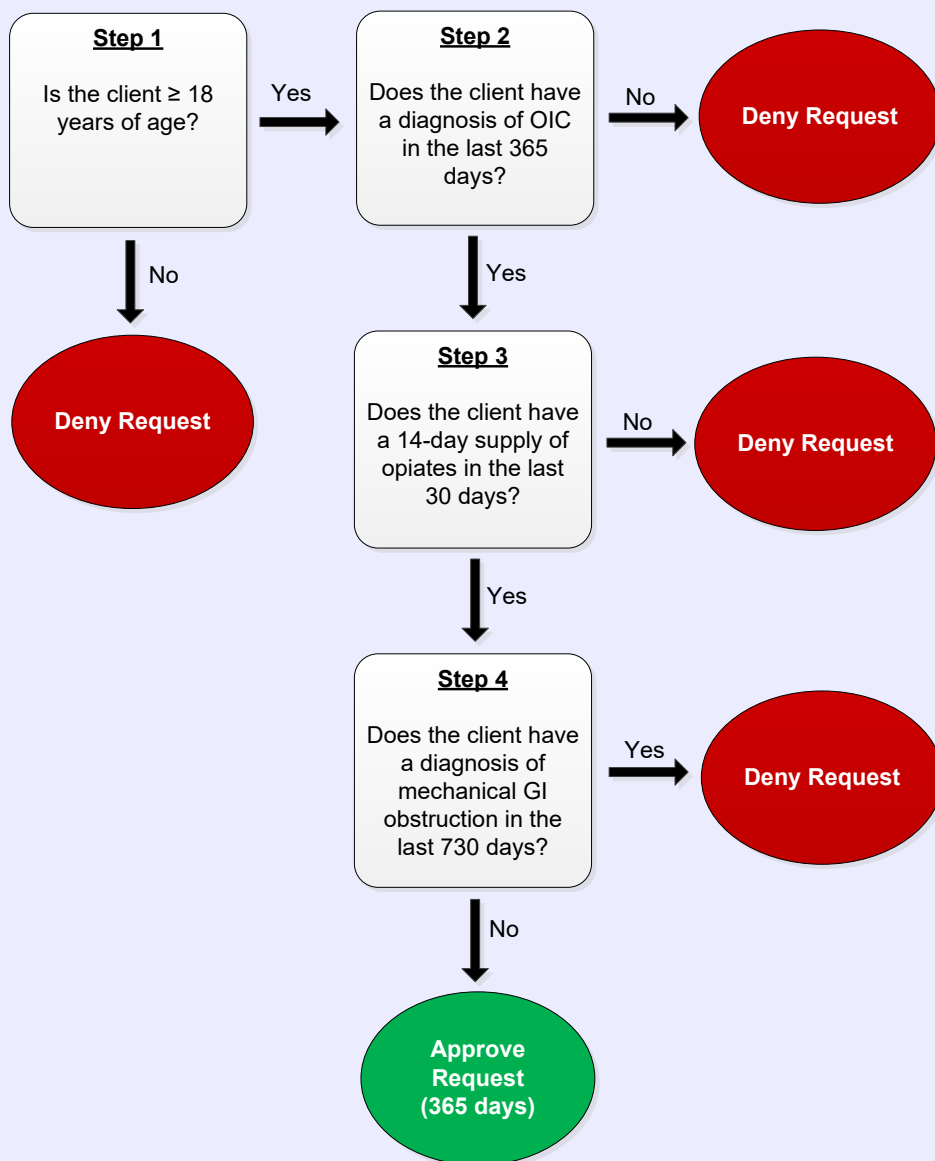 Step 1
Is the client ≥ 18
years of age?
Yes
No
Deny Request
Step 2
Does the client have
a diagnosis of OIC
in the last 365
days?
No
Deny Request
Yes
Step 3
Does the client have
a 14-day supply of
opiates in the last
30 days?
No
Deny Request
Yes
Step 4
Does the client have
a diagnosis of
mechanical GI
obstruction in the
last 730 days?
Yes
Deny Request
No
Approve
Request
(365 days)